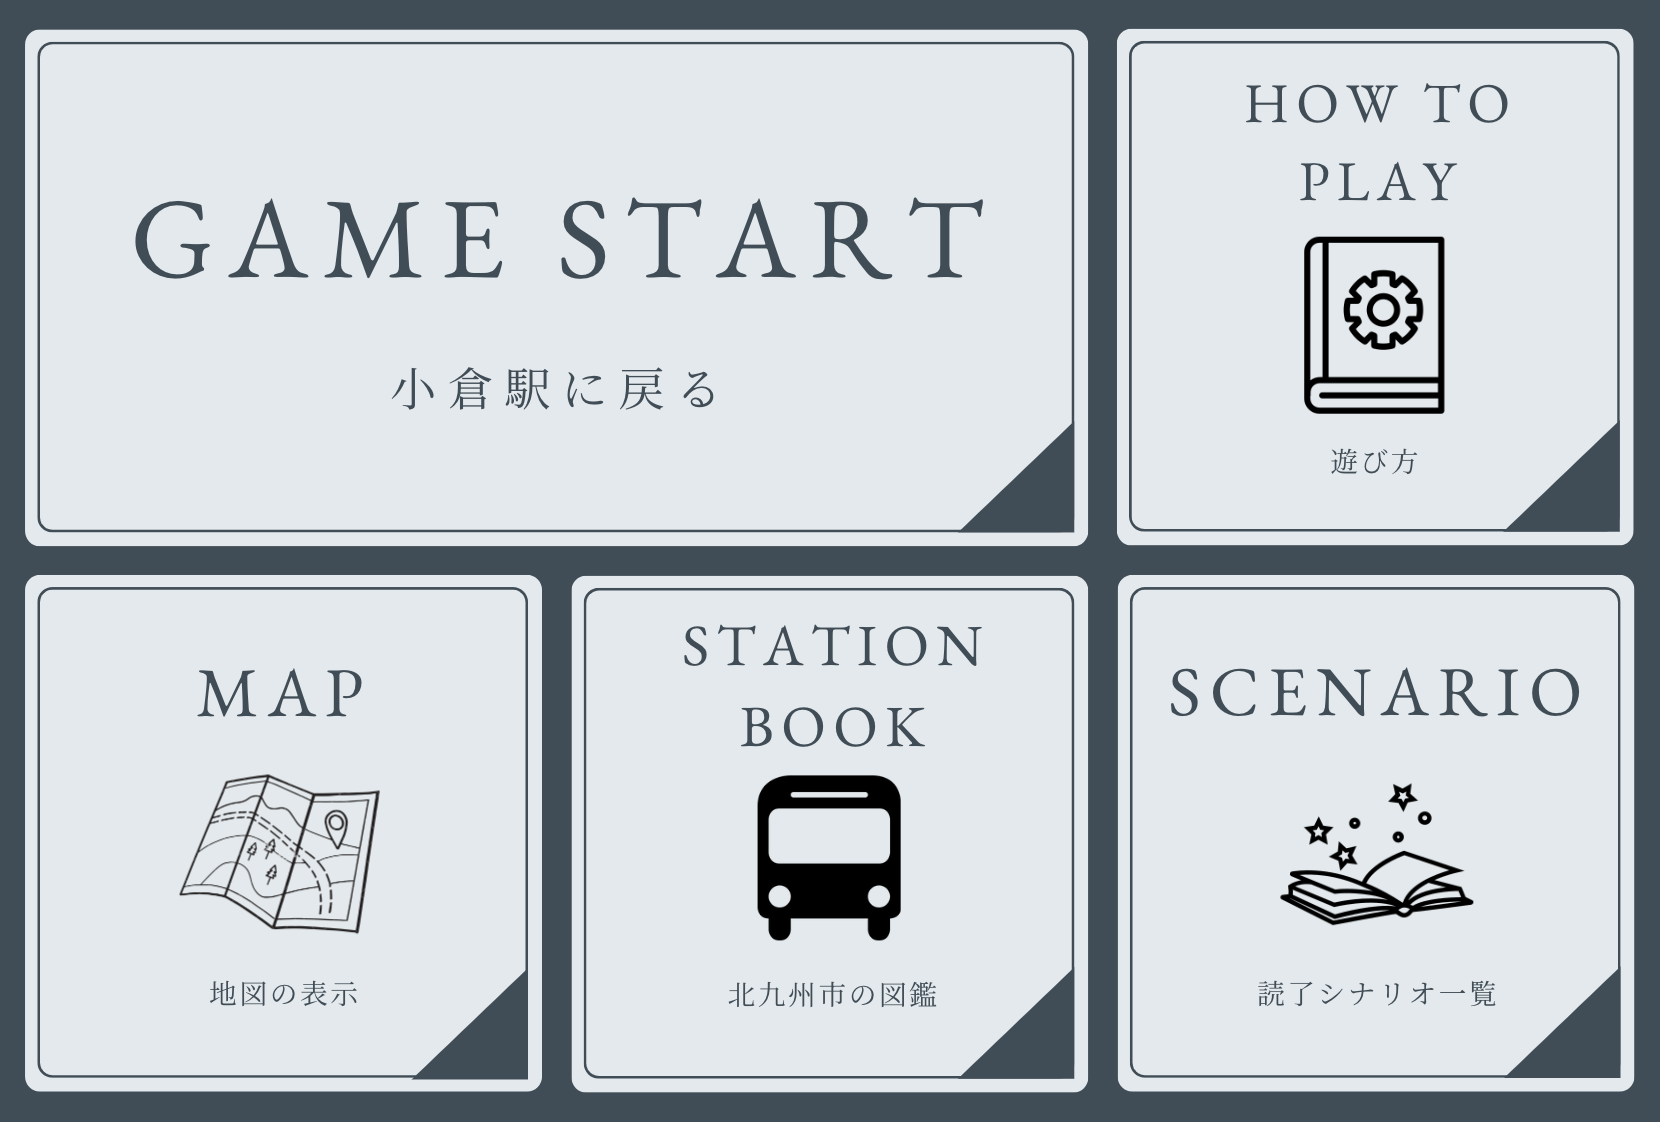 GAME START
小倉駅に戻る
HOW TO
PLAY
遊び方
MAP
地図の表示
STATION
BOOK
北九州市の図鑑
SCENARIO
読了シナリオ一覧